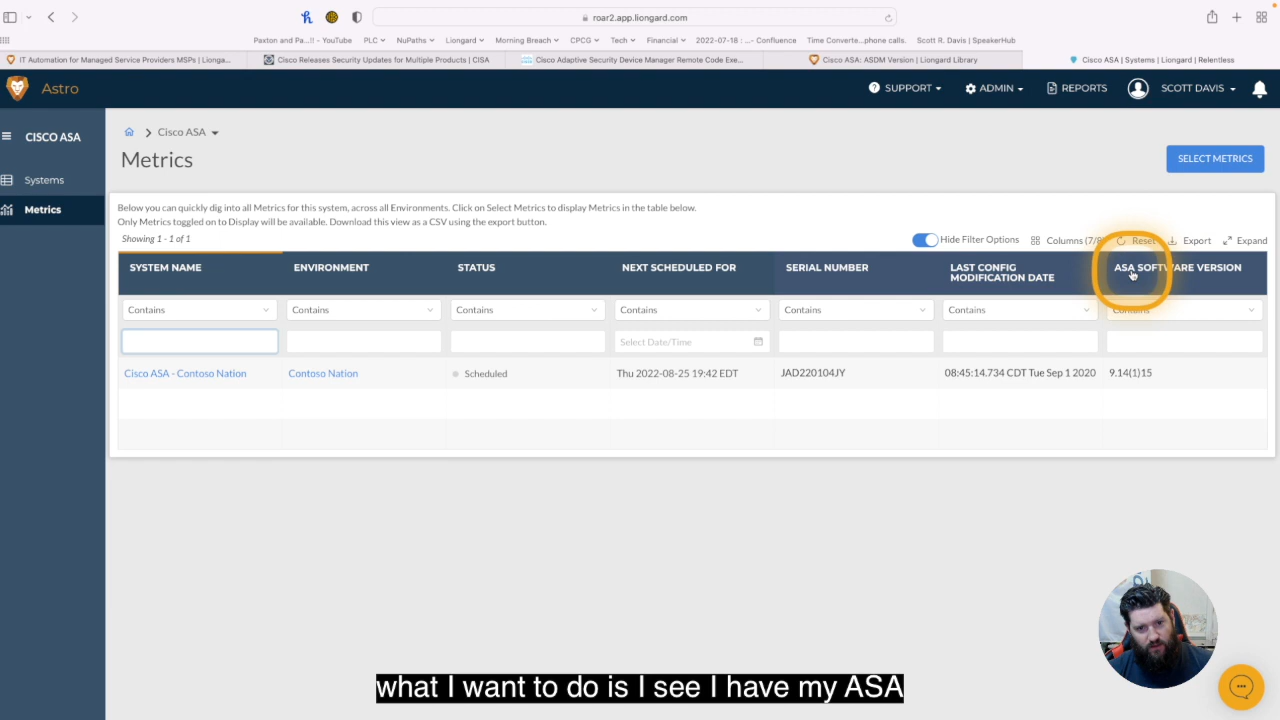 roar2.app.liongard.com
Paxton and Pa...!! - YouTube PLC NuPaths Liongard Morning Breach CPCG Tech Financial 2022-07-18 : ... - Confluence Time Converte...phone calls. Scott R. Davis | SpeakerHub
IT Automation for Managed Service Providers MSPs | Lionga... Cisco Releases Security Updates for Multiple Products | CISA Cisco Adaptive Security Device Manager Remote Code Exe... Cisco ASA: ASDM Version | Liongard Library Cisco ASA | Systems | Liongard | Relentless
Astro SUPPORT ADMIN REPORTS SCOTT DAVIS
CISCO ASA
Systems
Metrics
Cisco ASA
Metrics
SELECT METRICS
Below you can quickly dig into all Metrics for this system, across all Environments. Click on Select Metrics to display Metrics in the table below.
Only Metrics toggled on to Display will be available. Download this view as a CSV using the export button.
Showing 1 - 1 of 1 Hide Filter Options Columns (7/8) Reset Export Expand
SYSTEM NAME ENVIRONMENT STATUS NEXT SCHEDULED FOR SERIAL NUMBER LAST CONFIG MODIFICATION DATE ASA SOFTWARE VERSION
Contains Contains Contains Contains Contains Contains Contains
Select Date/Time
Cisco ASA - Contoso Nation Contoso Nation Scheduled Thu 2022-08-25 19:42 EDT JAD220104JY 08:45:14.734 CDT Tue Sep 1 2020 9.14(1)15
what I want to do is I see I have my ASA